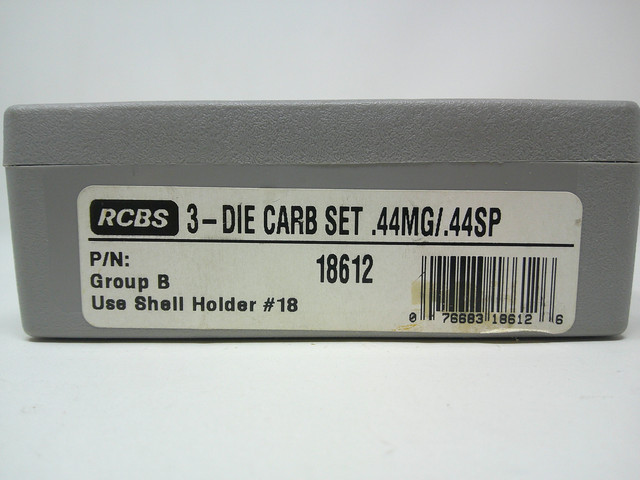 RCBS 3-DIE CARB SET .44MG/.44SP
P/N: 18612
Group B
Use Shell Holder #18
0 76683 18612 6